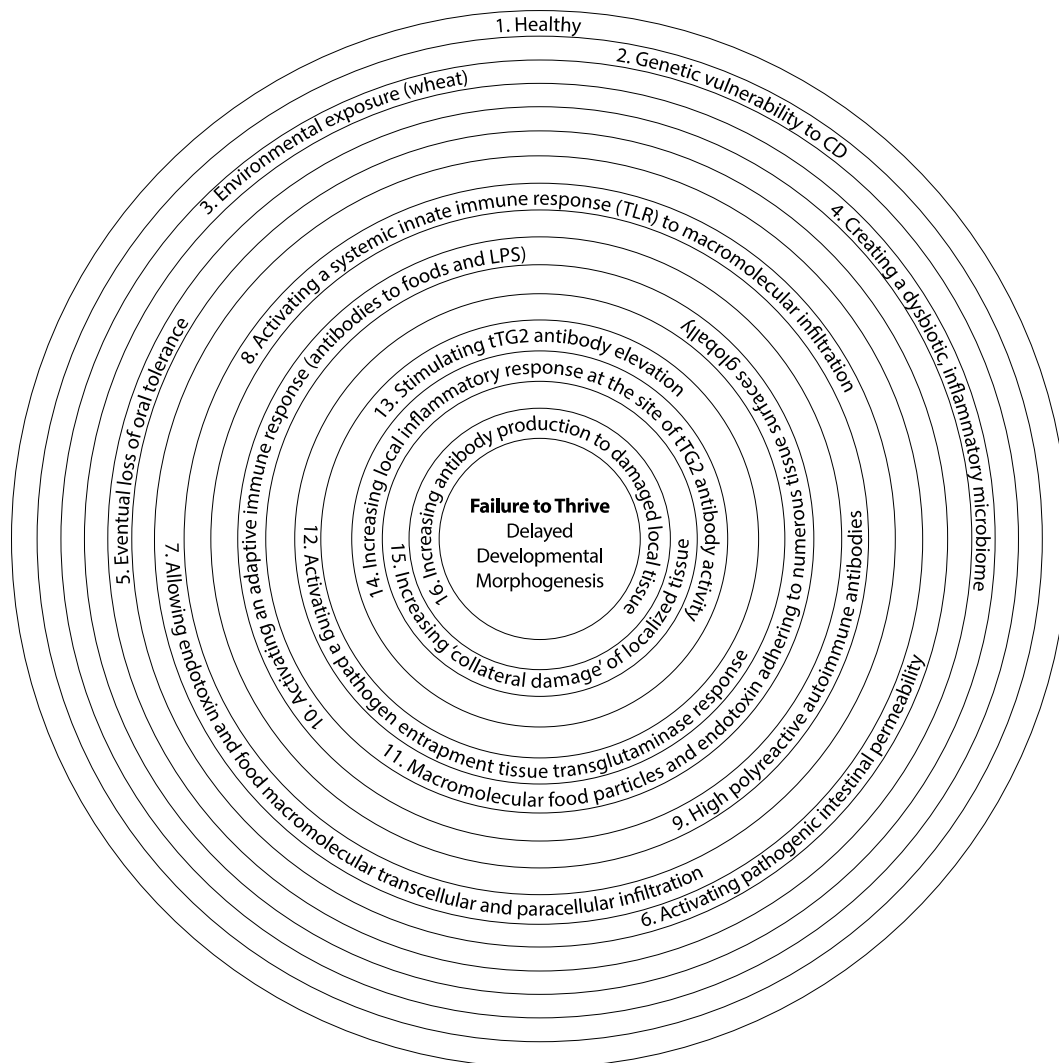 1. Healthy
2. Genetic vulnerability to CD
3. Environmental exposure (wheat)
4. Creating a dysbiotic, inflammatory microbiome
5. Eventual loss of oral tolerance
6. Activating pathogenic intestinal permeability
7. Allowing endotoxin and food macromolecular transcellular and paracellular infiltration
8. Activating a systemic innate immune response (TLR) to macromolecular infiltration
9. High polyreactive autoimmune antibodies
10. Activating an adaptive immune response (antibodies to foods and LPS)
11. Macromolecular food particles and endotoxin adhering to numerous tissue surfaces globally
12. Activating a pathogen entrapment tissue transglutaminase response
13. Stimulating tTG2 antibody elevation
14. Increasing local inflammatory response at the site of tTG2 antibody activity
15. Increasing ‘collateral damage’ of localized tissue
16. Increasing antibody production to damaged local tissue
Failure to Thrive
Delayed
Developmental
Morphogenesis